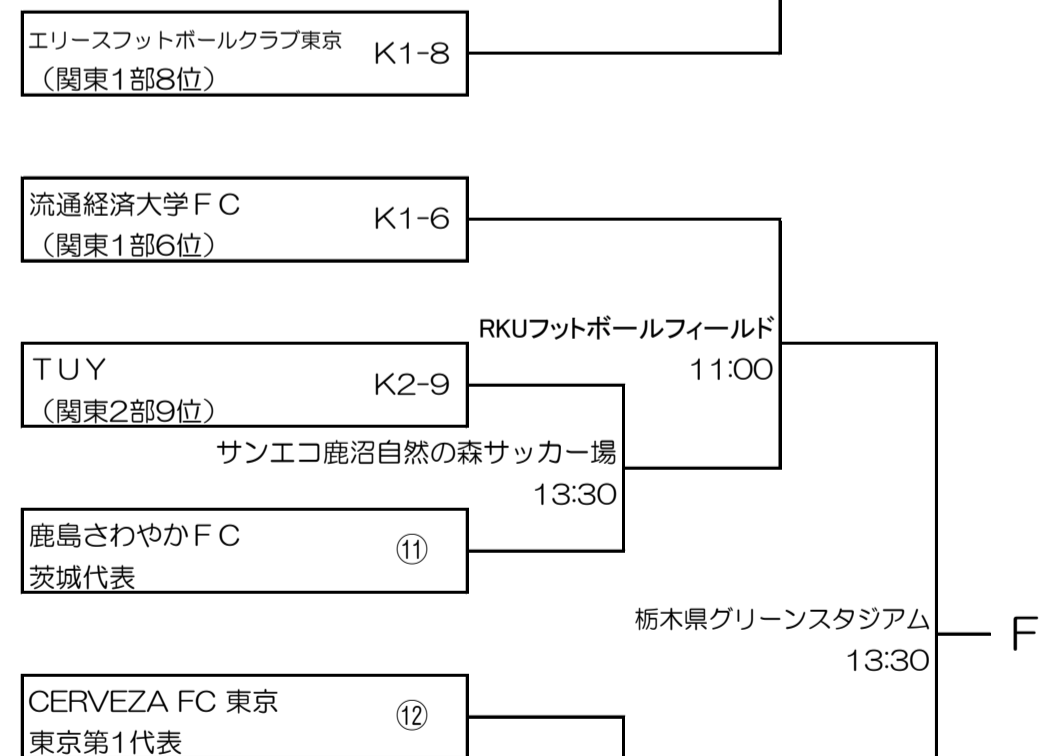 エリースフットボールクラブ東京
K1-8
（関東1部8位）
流通経済大学ＦＣ
K1-6
（関東1部6位）
RKUフットボールフィールド
11:00
ＴＵＹ
K2-9
（関東2部9位）
サンエコ鹿沼自然の森サッカー場
13:30
鹿島さわやかＦＣ
⑪
茨城代表
栃木県グリーンスタジアム
13:30
F
CERVEZA FC 東京
⑫
東京第1代表